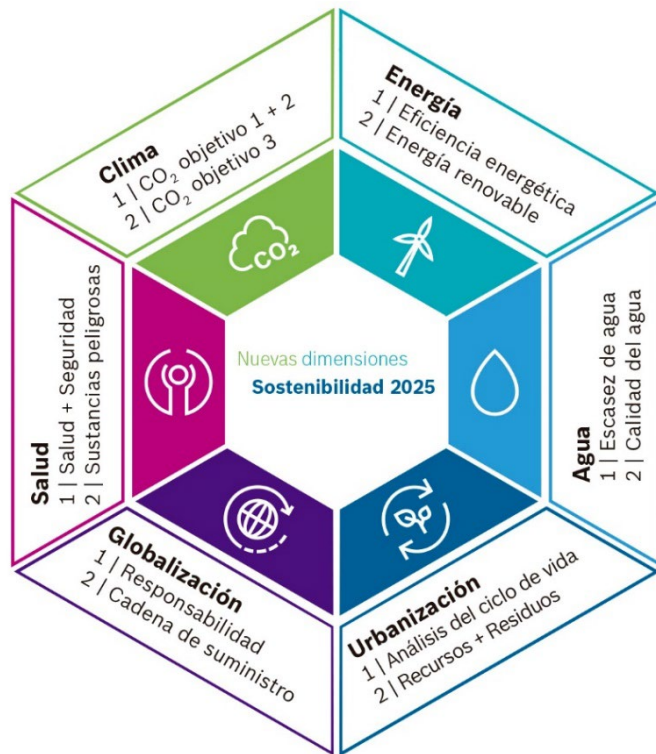 Clima
1 | CO₂ objetivo 1 + 2
2 | CO₂ objetivo 3
Energía
1 | Eficiencia energética
2 | Energía renovable
Agua
1 | Escasez de agua
2 | Calidad del agua
Urbanización
1 | Análisis del ciclo de vida
2 | Recursos + Residuos
Globalización
1 | Responsabilidad
2 | Cadena de suministro
Salud
1 | Salud + Seguridad
2 | Sustancias peligrosas
CO₂
Nuevas dimensiones
Sostenibilidad 2025